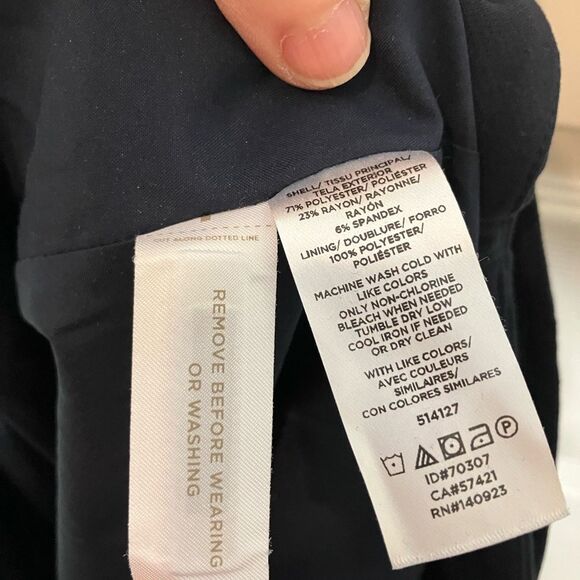 SHELL/ TISSU PRINCIPAL/
TELA EXTERIOR
71% POLYESTER/ POLIÉSTER
23% RAYON/ RAYONNE/
RAYÓN
6% SPANDEX
LINING/ DOUBLURE/ FORRO
100% POLYESTER/
POLIÉSTER
MACHINE WASH COLD WITH
LIKE COLORS
ONLY NON-CHLORINE
BLEACH WHEN NEEDED
TUMBLE DRY LOW
COOL IRON IF NEEDED
OR DRY CLEAN
WITH LIKE COLORS/
AVEC COULEURS
SIMILAIRES/
CON COLORES SIMILARES
514127
P
ID#70307
CA#57421
RN#140923
CUT ALONG DOTTED LINE
REMOVE BEFORE WEARING
OR WASHING